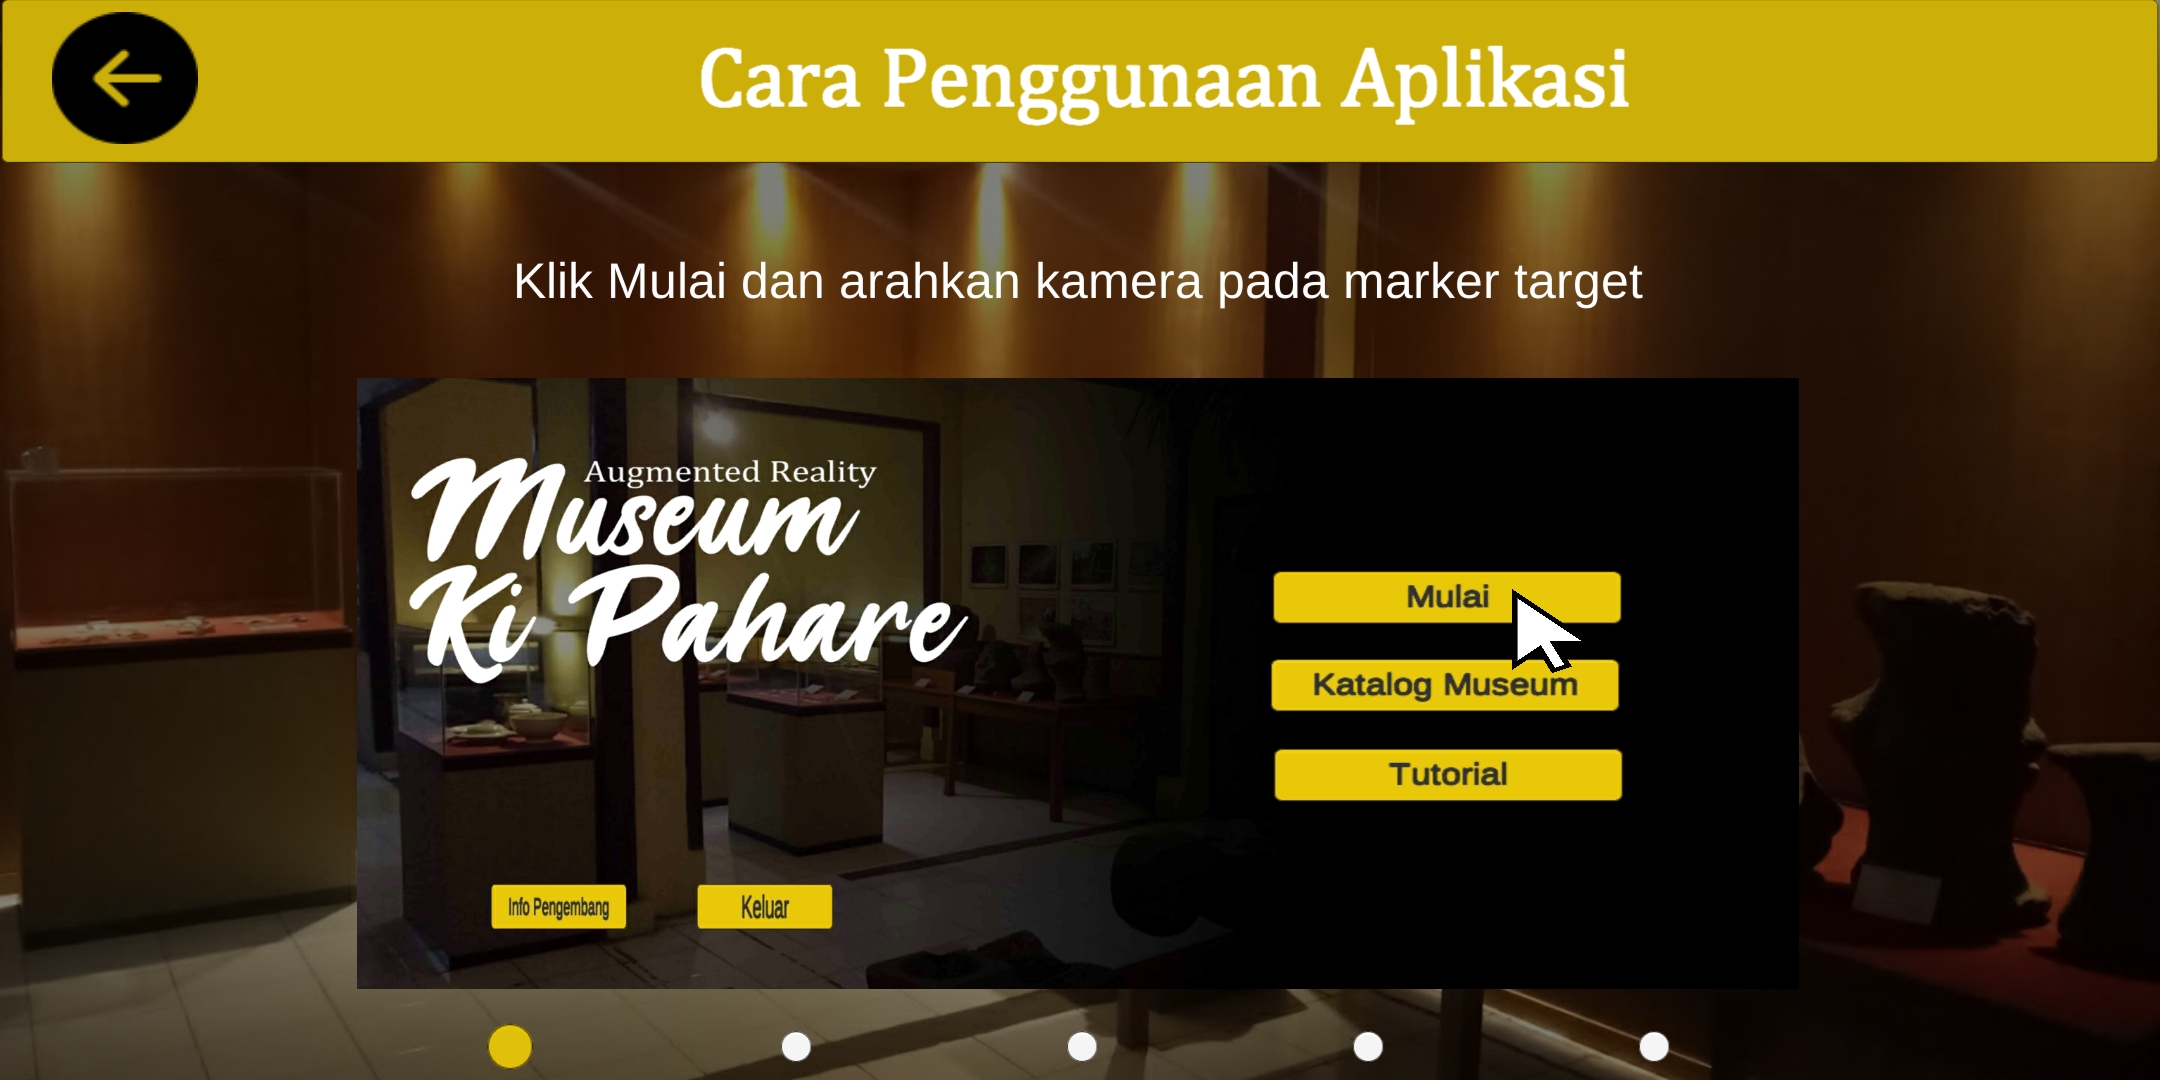 Cara Penggunaan Aplikasi
Klik Mulai dan arahkan kamera pada marker target
Augmented Reality
Museum
Ki Pahare
Mulai
Katalog Museum
Tutorial
Info Pengembang
Keluar